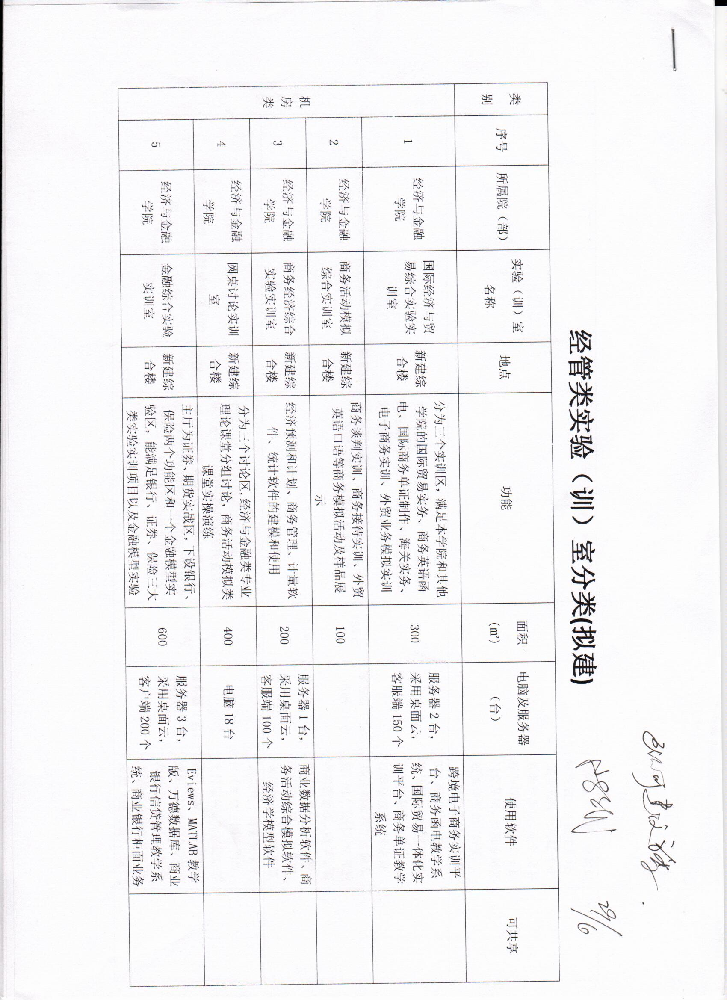 经管类实验（训）室分类(拟建)
29/6
类
别
序号
所属院（部）
实验（训）室
名称
地点
功能
面积
（m²）
电脑及服务器
（台）
使用软件
可共享
机
房
类
1
经济与金融
学院
国际经济与贸
易综合实验实
训室
新建综
合楼
分为三个实训区，满足本学院和其他
学院的国际贸易实务、商务英语函
电、国际商务单证制作、海关实务、
电子商务实训、外贸业务模拟实训
300
服务器 2 台，
采用桌面云，
客服端 150 个
跨境电子商务实训平
台、商务函电教学系
统、国际贸易一体化实
训平台、商务单证教学
系统
2
经济与金融
学院
商务活动模拟
综合实训室
新建综
合楼
商务谈判实训、商务接待实训、外贸
英语口语等商务模拟活动及样品展
示
100
3
经济与金融
学院
商务经济综合
实验实训室
新建综
合楼
经济预测和计划、商务管理、计量软
件、统计软件的建模和使用
200
服务器 1 台，
采用桌面云，
客服端 100 个
商业数据分析软件、商
务活动综合模拟软件、
经济学模型软件
4
经济与金融
学院
圆桌讨论实训
室
新建综
合楼
分为三个讨论区,经济与金融类专业
理论课堂分组讨论，商务活动模拟类
课堂实操演练
400
电脑 18 台
5
经济与金融
学院
金融综合实验
实训室
新建综
合楼
主厅为证券、期货实战区，下设银行、
保险两个功能区和一个金融模型实
验区，能满足银行、证券、保险三大
类实验实训项目以及金融模型实验
600
服务器 3 台，
采用桌面云，
客户端 200 个
Eviews、MATLAB 教学
版、万德数据库、商业
银行信贷管理教学系
统、商业银行柜面业务